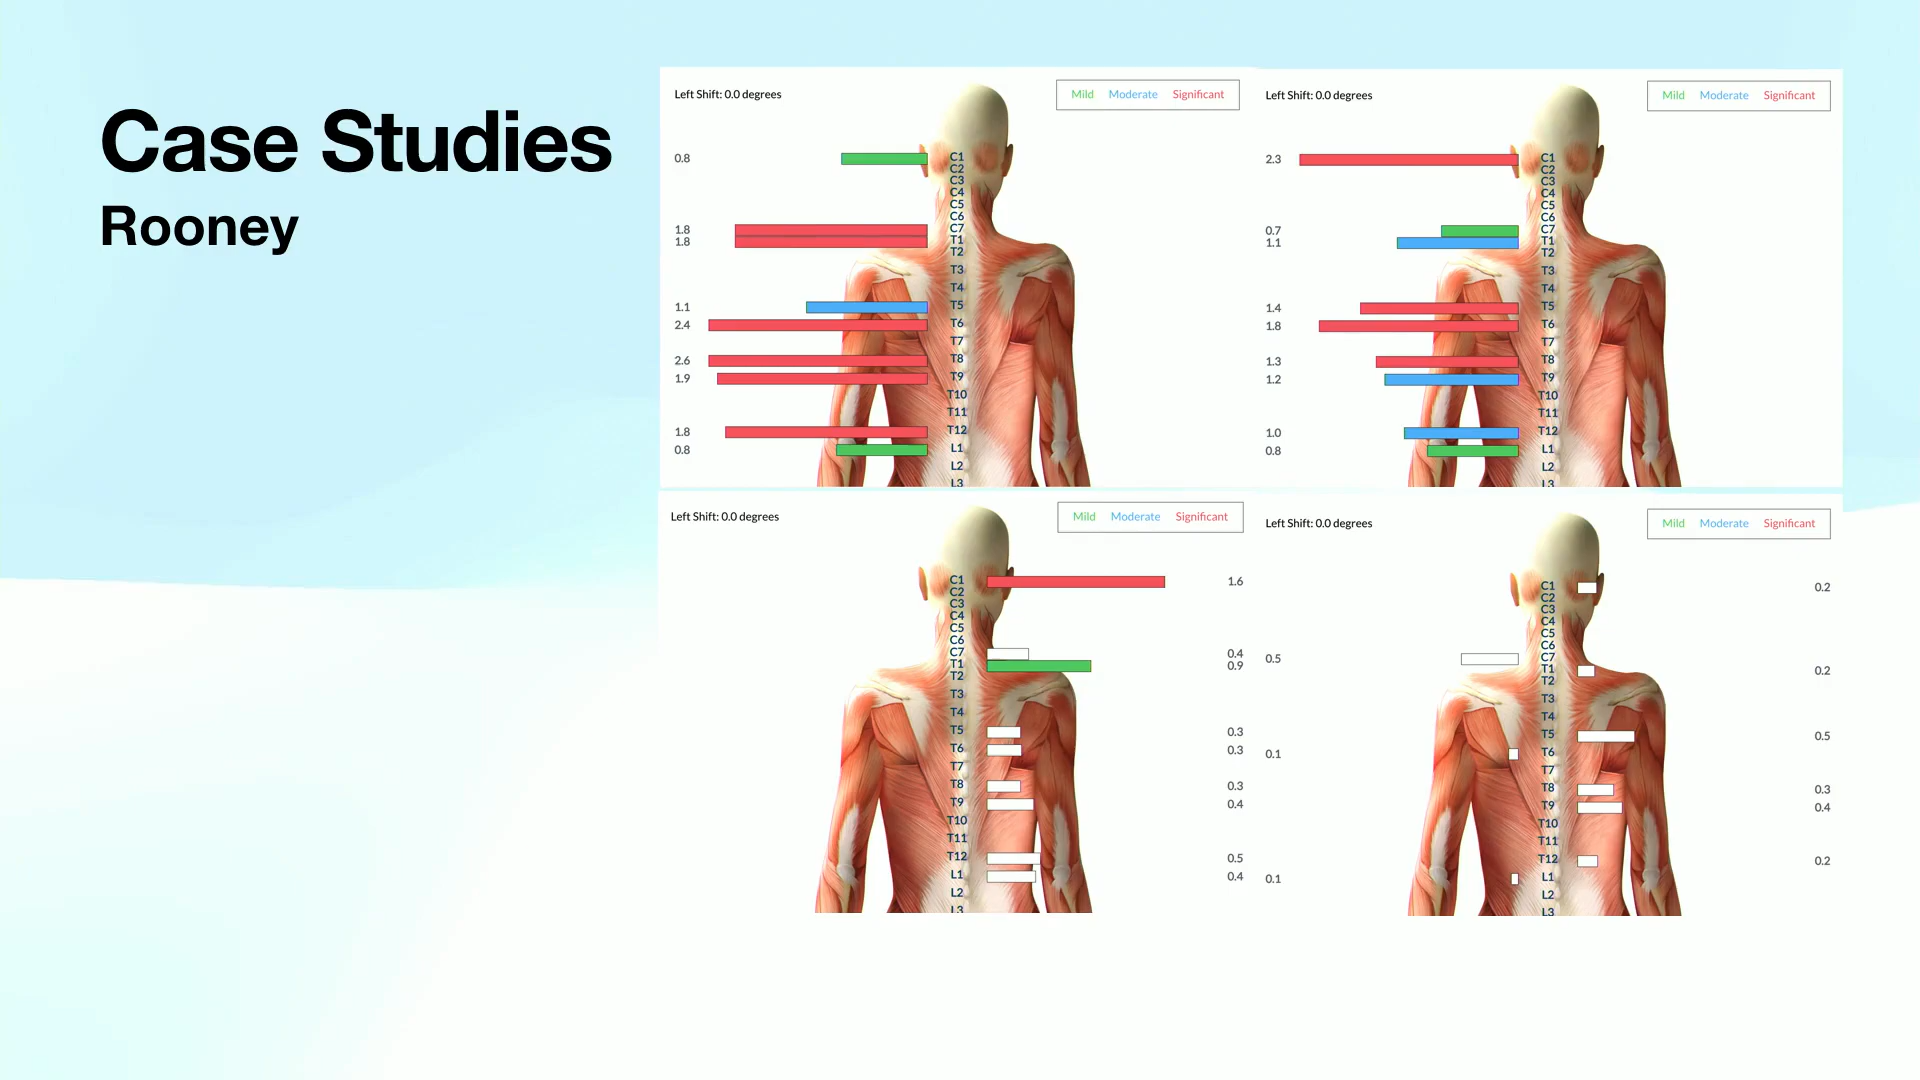 Case Studies
Rooney
Left Shift: 0.0 degrees
Mild Moderate Significant
0.8 C1
C2
C3
C4
C5
C6
1.8 C7
1.8 T1
T2
T3
T4
1.1 T5
2.4 T6
T7
2.6 T8
1.9 T9
T10
T11
1.8 T12
0.8 L1
L2
L3
Left Shift: 0.0 degrees
Mild Moderate Significant
2.3 C1
C2
C3
C4
C5
C6
0.7 C7
1.1 T1
T2
T3
T4
1.4 T5
1.8 T6
T7
1.3 T8
1.2 T9
T10
T11
1.0 T12
0.8 L1
L2
L3
Left Shift: 0.0 degrees
Mild Moderate Significant
C1 1.6
C2
C3
C4
C5
C6
C7 0.4
T1 0.9
T2
T3
T4
T5 0.3
T6 0.3
T7
T8 0.3
T9 0.4
T10
T11
T12 0.5
L1 0.4
L2
L3
Left Shift: 0.0 degrees
Mild Moderate Significant
C1 0.2
C2
C3
C4
C5
C6
0.5 C7
T1 0.2
T2
T3
T4
T5 0.5
0.1 T6
T7
T8 0.3
T9 0.4
T10
T11
T12 0.2
0.1 L1
L2
L3